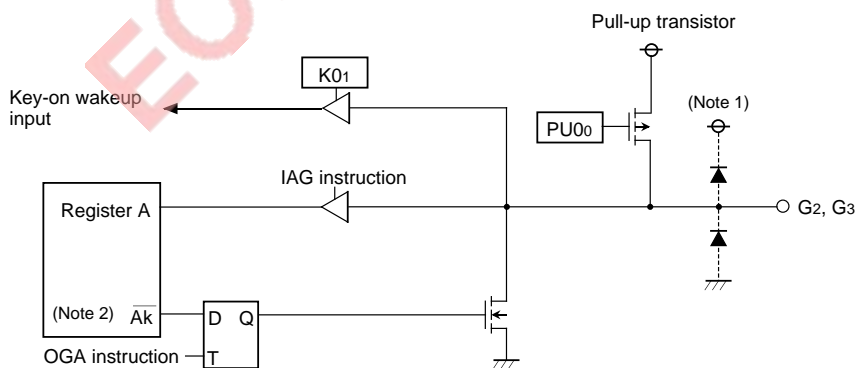 Pull-up transistor
K01
(Note 1)
Key-on wakeup
input
PU00
IAG instruction
Register A
G2, G3
(Note 2) A̅k̅
D Q
OGA instruction
T
EO